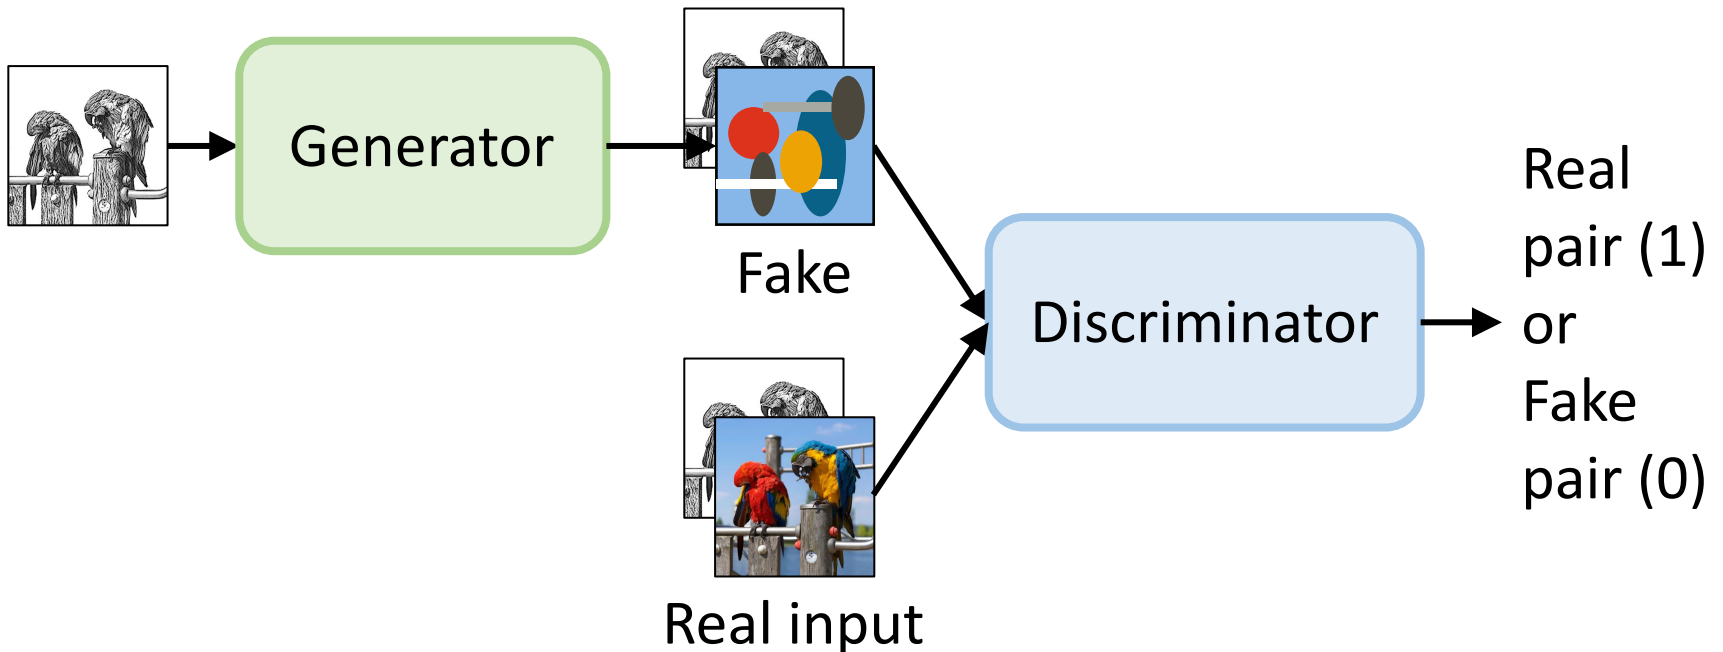 Generator
Fake
Discriminator
Real input
Real
pair (1)
or
Fake
pair (0)